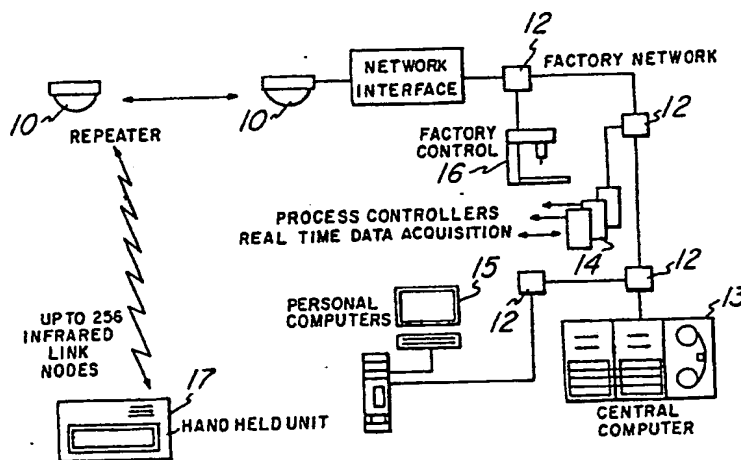 12
NETWORK
INTERFACE
FACTORY NETWORK
10
10
12
REPEATER
FACTORY
CONTROL
16
PROCESS CONTROLLERS
REAL TIME DATA ACQUISITION
14
12
15
13
PERSONAL
COMPUTERS
12
UP TO 256
INFRARED
LINK
NODES
17
HAND HELD UNIT
CENTRAL
COMPUTER